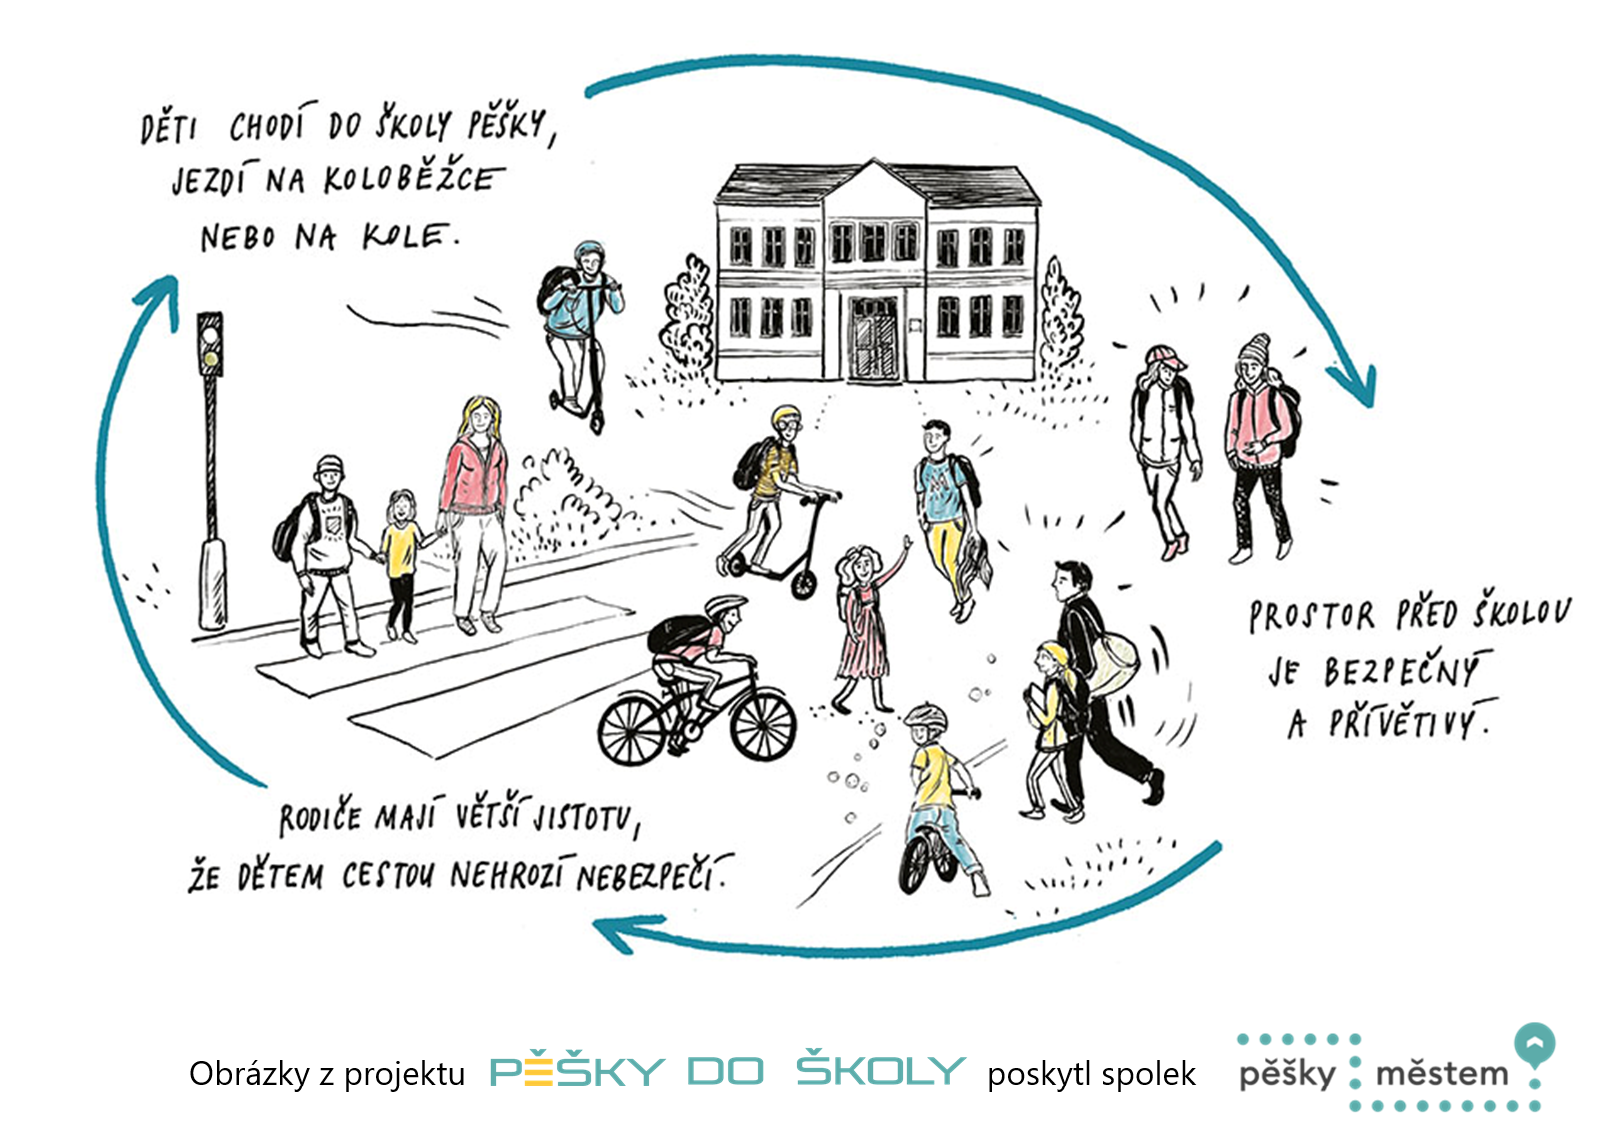 DĚTI CHODÍ DO ŠKOLY PĚŠKY,
JEZDÍ NA KOLOBĚŽCE
NEBO NA KOLE.
PROSTOR PŘED ŠKOLOU
JE BEZPEČNÝ
A PŘÍVĚTIVÝ.
RODIČE MAJÍ VĚTŠÍ JISTOTU,
ŽE DĚTEM CESTOU NEHROZÍ NEBEZPEČÍ.
M
Obrázky z projektu PĚŠKY DO ŠKOLY poskytl spolek pěšky městem